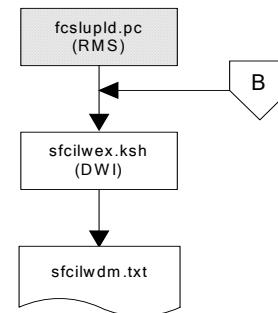 fcslupld.pc
(RMS)
B
sfcilwex.ksh
(DWI)
sfcilwdm.txt